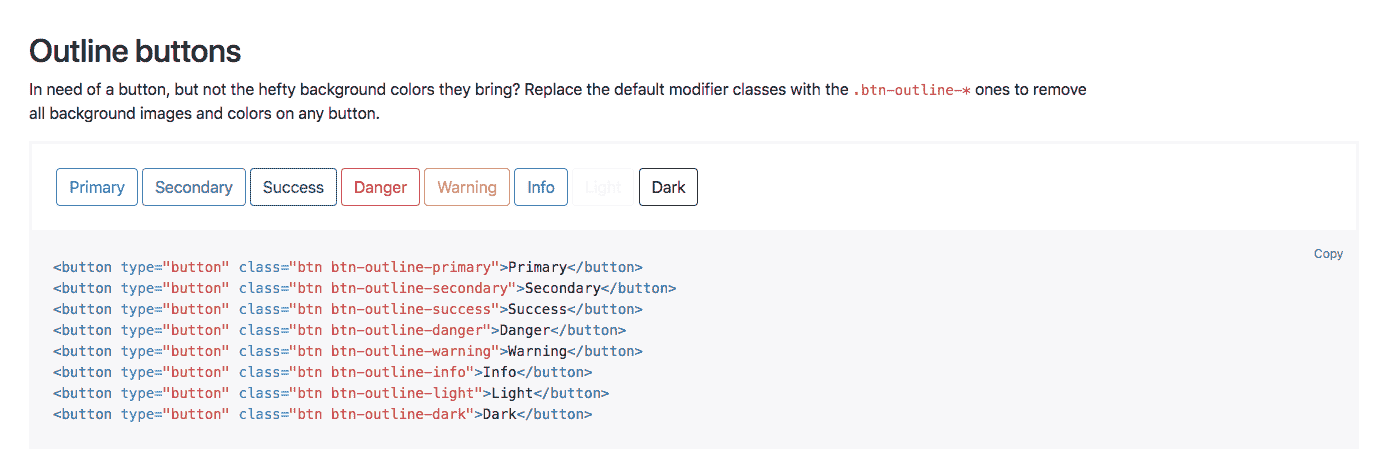 Outline buttons
In need of a button, but not the hefty background colors they bring? Replace the default modifier classes with the .btn-outline-* ones to remove
all background images and colors on any button.
Primary Secondary Success Danger Warning Info Light Dark
Copy
<button type="button" class="btn btn-outline-primary">Primary</button>
<button type="button" class="btn btn-outline-secondary">Secondary</button>
<button type="button" class="btn btn-outline-success">Success</button>
<button type="button" class="btn btn-outline-danger">Danger</button>
<button type="button" class="btn btn-outline-warning">Warning</button>
<button type="button" class="btn btn-outline-info">Info</button>
<button type="button" class="btn btn-outline-light">Light</button>
<button type="button" class="btn btn-outline-dark">Dark</button>